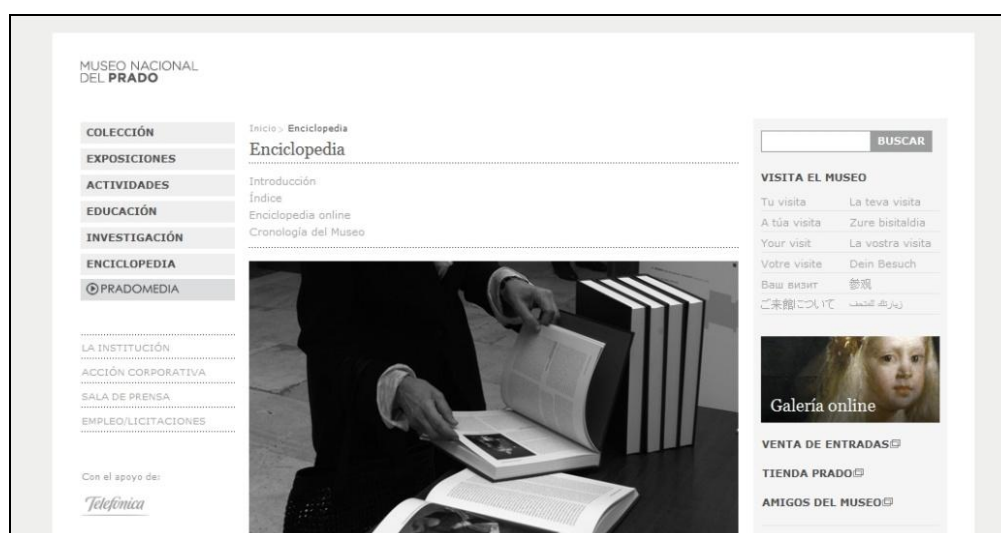 MUSEO NACIONAL
DEL PRADO
COLECCIÓN
EXPOSICIONES
ACTIVIDADES
EDUCACIÓN
INVESTIGACIÓN
ENCICLOPEDIA
PRADOMEDIA
LA INSTITUCIÓN
ACCIÓN CORPORATIVA
SALA DE PRENSA
EMPLEO/LICITACIONES
Con el apoyo de:
Telefónica
Inicio > Enciclopedia
Enciclopedia
Introducción
Índice
Enciclopedia online
Cronología del Museo
BUSCAR
VISITA EL MUSEO
Tu visita La teva visita
A túa visita Zure bisitaldia
Your visit La vostra visita
Votre visite Dein Besuch
Ваш визит 参观
ご来館について زيارتك للمتحف
Galería online
VENTA DE ENTRADAS
TIENDA PRADO
AMIGOS DEL MUSEO